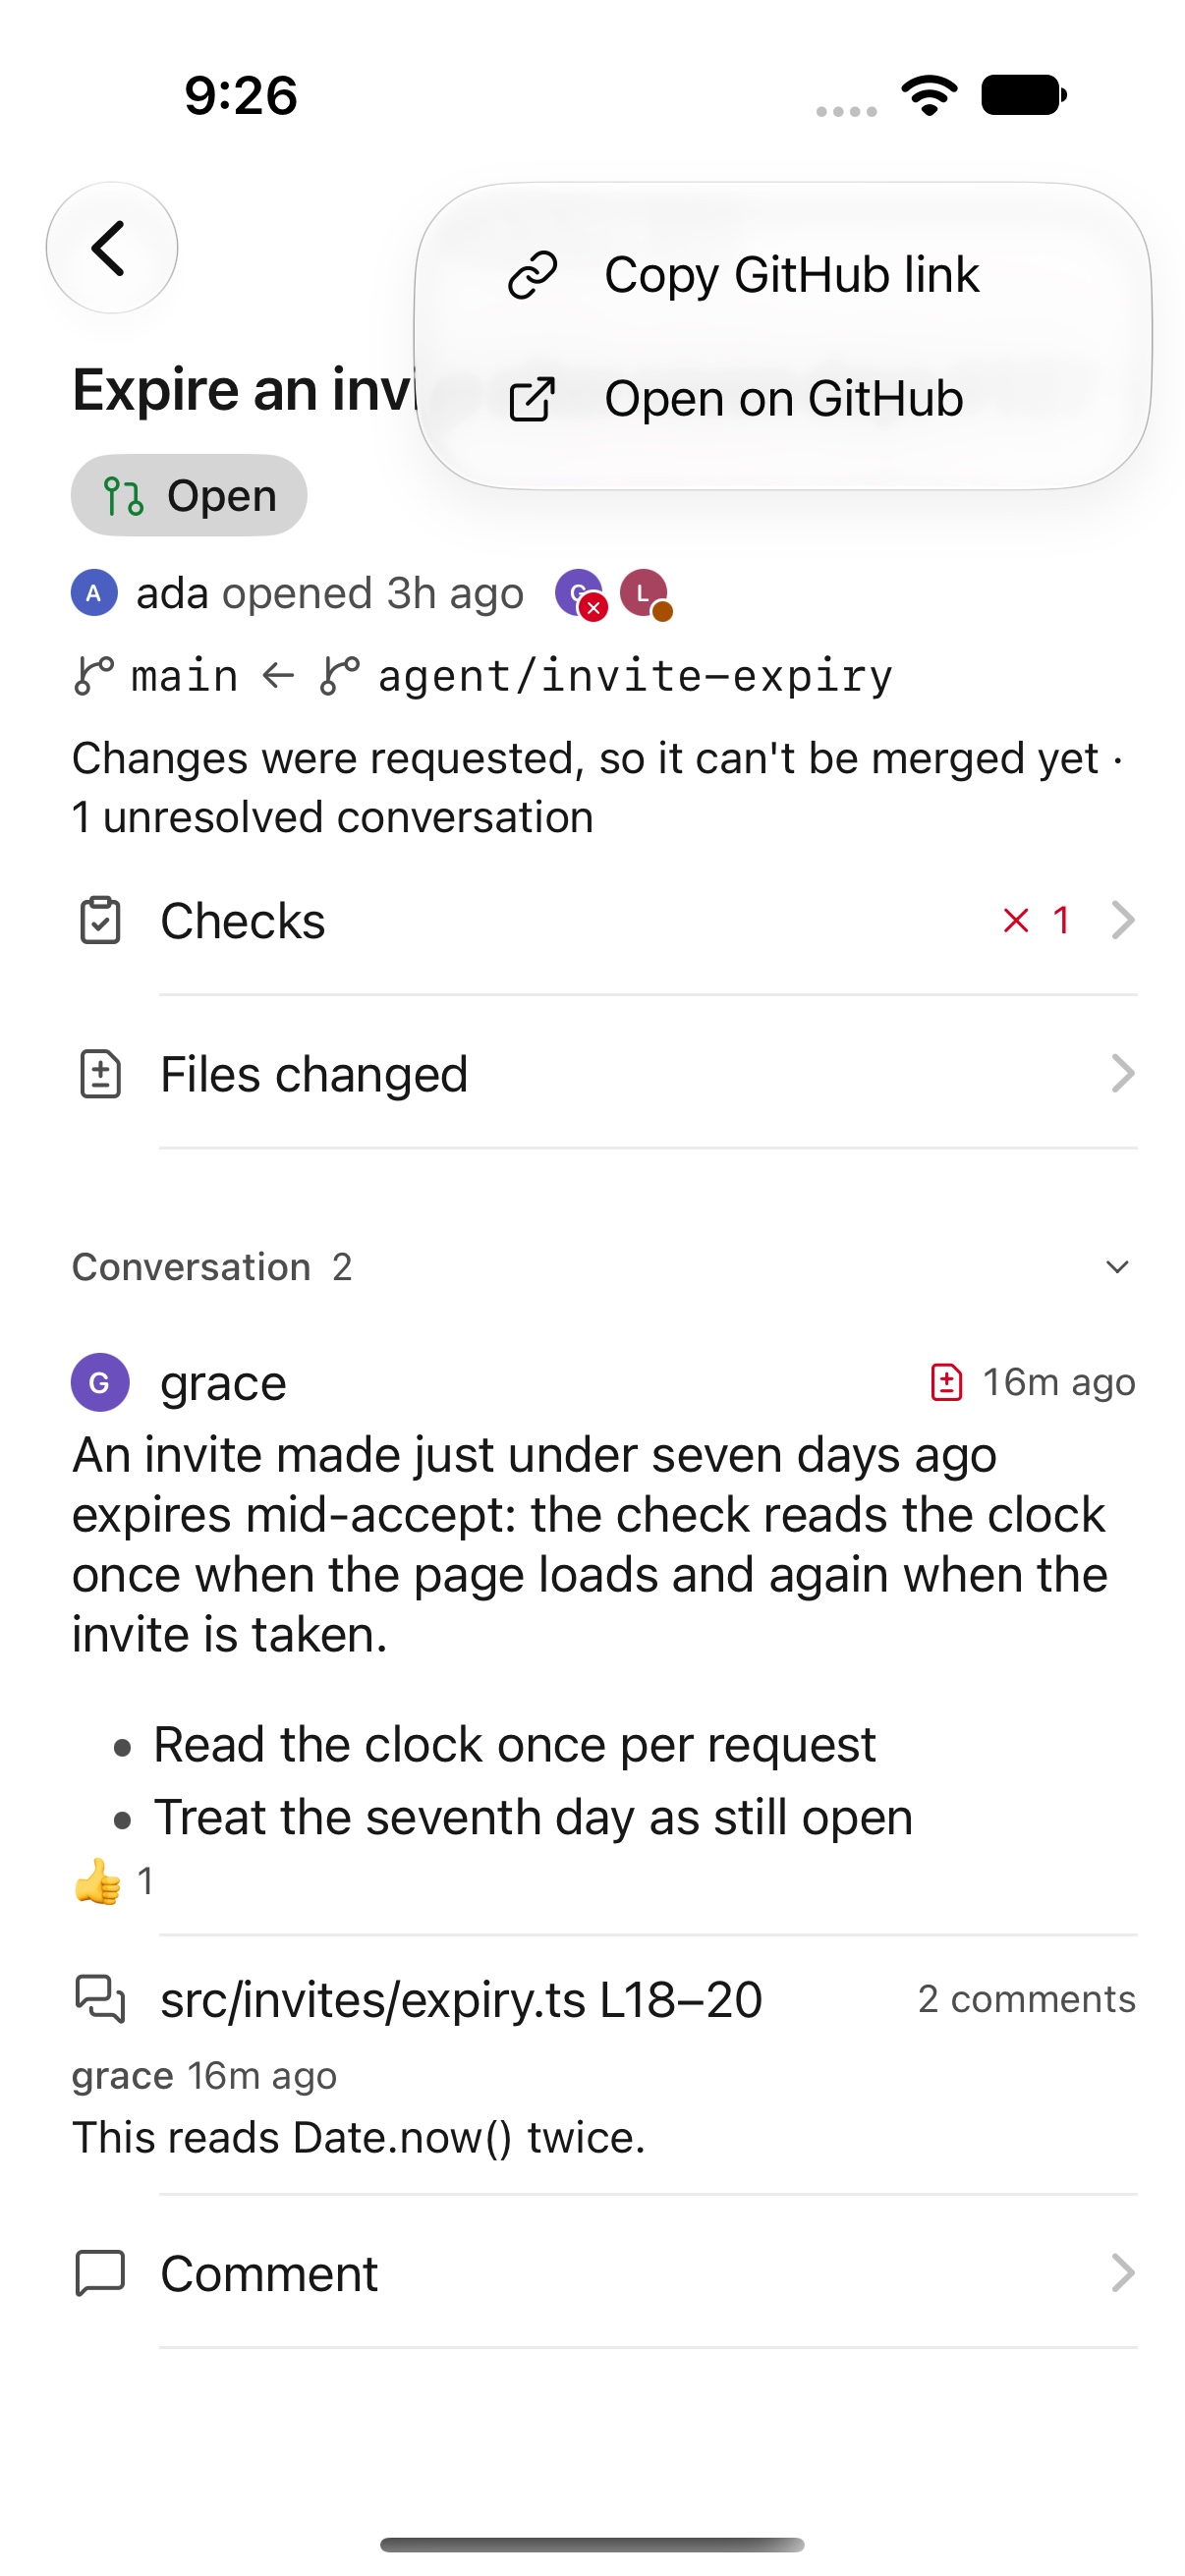 9:26
Copy GitHub link
Open on GitHub
Expire an inv
Open
A ada opened 3h ago G L
main ← agent/invite-expiry
Changes were requested, so it can't be merged yet ·
1 unresolved conversation
Checks 1
Files changed
Conversation 2
G grace 16m ago
An invite made just under seven days ago
expires mid-accept: the check reads the clock
once when the page loads and again when the
invite is taken.
• Read the clock once per request
• Treat the seventh day as still open
👍 1
src/invites/expiry.ts L18–20 2 comments
grace 16m ago
This reads Date.now() twice.
Comment